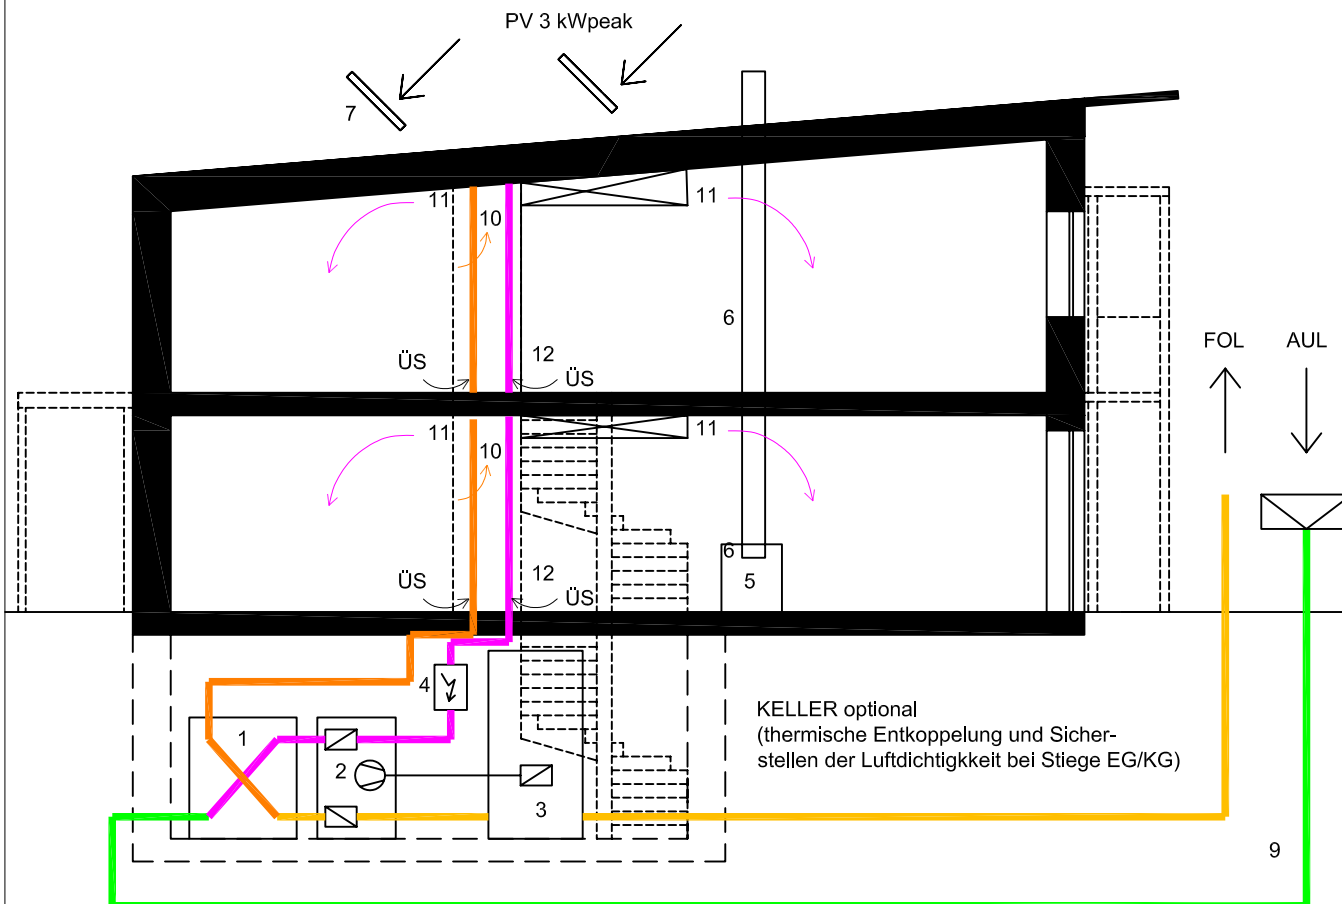 PV 3 kWpeak
7
11
10
11
6
FOL
AUL
12
ÜS
ÜS
11
10
11
6
5
12
ÜS
ÜS
4
KELLER optional
(thermische Entkoppelung und Sicher-
stellen der Luftdichtigkkeit bei Stiege EG/KG)
1
2
3
9